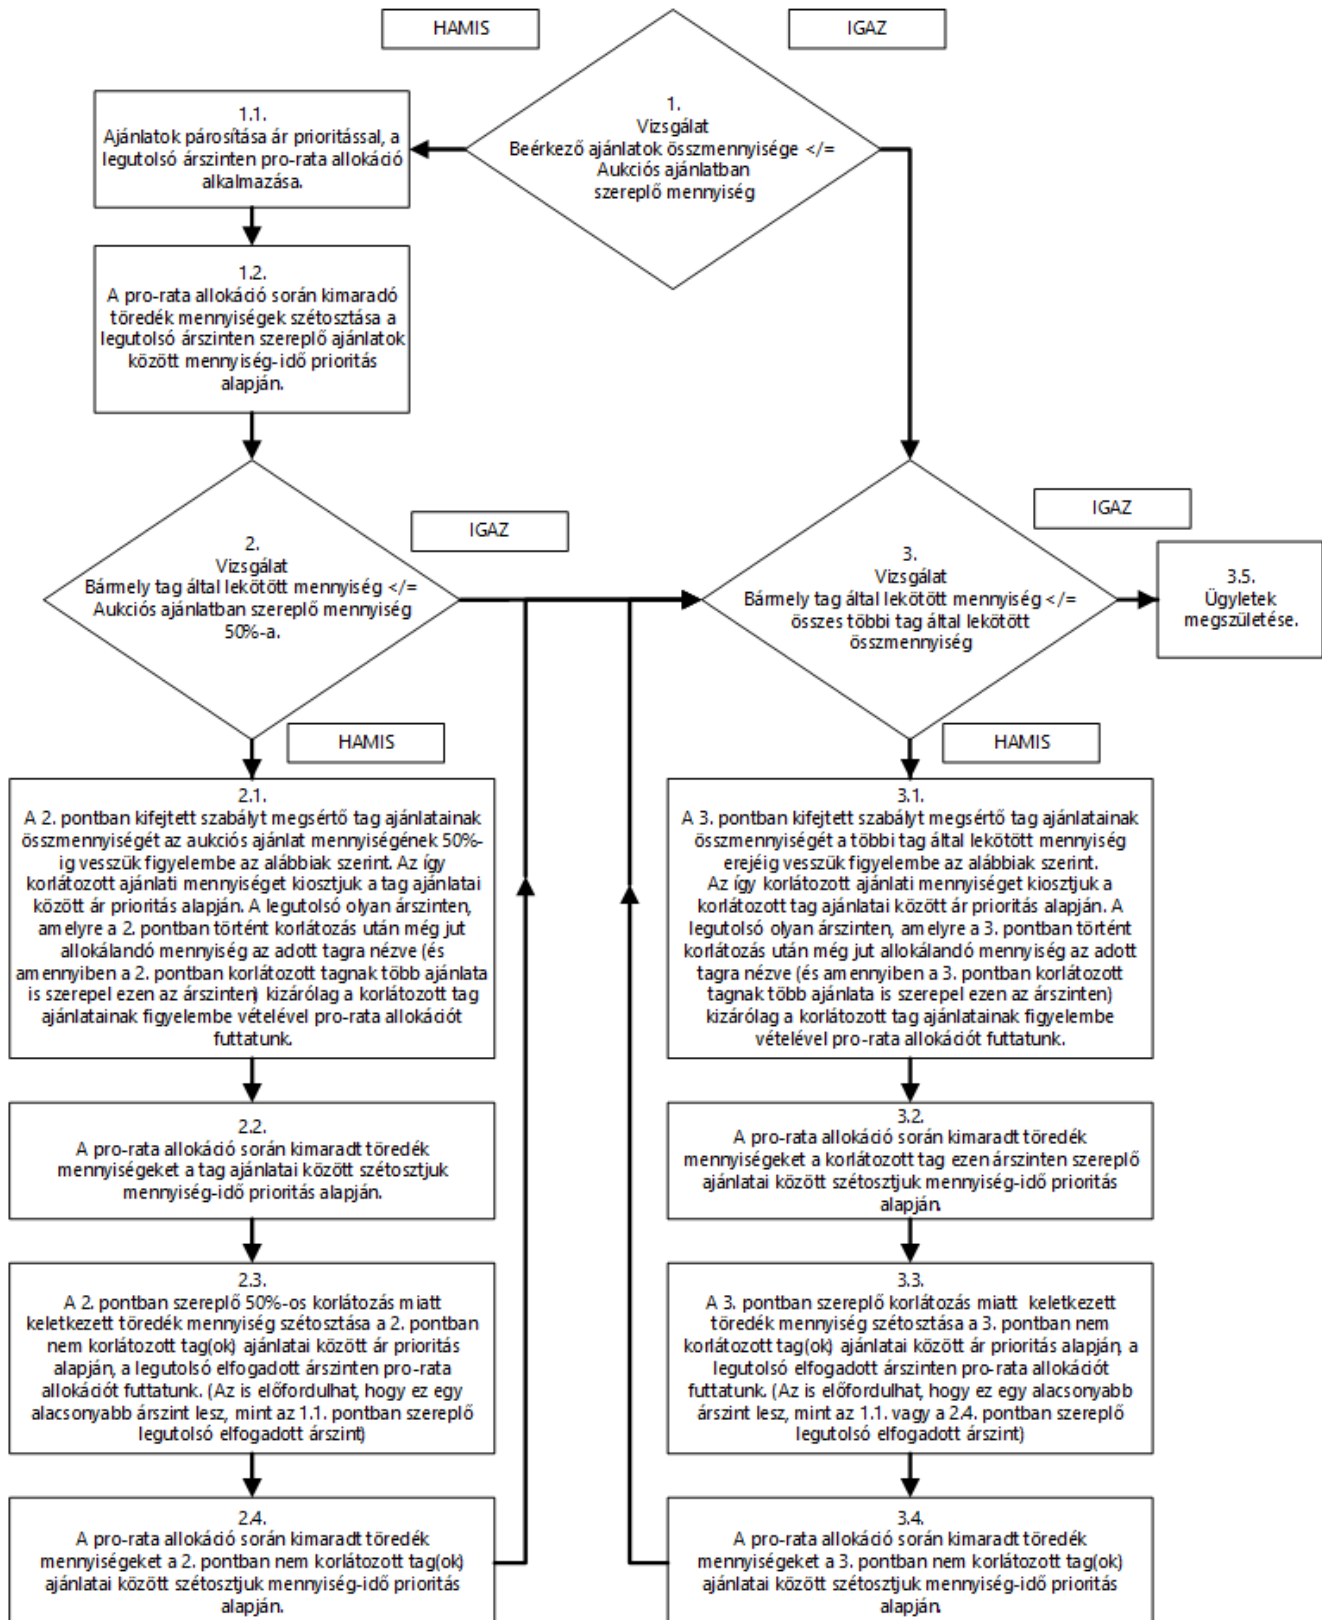 HAMIS
IGAZ
1.
Vizsgálat
Beérkező ajánlatok összmennyisége </=
Aukciós ajánlatban
szereplő mennyiség
1.1.
Ajánlatok párosítása ár prioritással, a
legutolsó árszinten pro-rata allokáció
alkalmazása.
1.2.
A pro-rata allokáció során kimaradó
töredék mennyiségek szétosztása a
legutolsó árszinten szereplő ajánlatok
között mennyiség-idő prioritás
alapján.
IGAZ
2.
Vizsgálat
Bármely tag által lekötött mennyiség </=
Aukciós ajánlatban szereplő mennyiség
50%-a.
IGAZ
3.
Vizsgálat
Bármely tag által lekötött mennyiség </=
összes többi tag által lekötött
összmennyiség
3.5.
Ügyletek
megszületése.
HAMIS
HAMIS
2.1.
A 2. pontban kifejtett szabályt megsértő tag ajánlatainak
összmennyiségét az aukciós ajánlat mennyiségének 50%-
ig vesszük figyelembe az alábbiak szerint. Az így
korlátozott ajánlati mennyiséget kiosztjuk a tag ajánlatai
között ár prioritás alapján. A legutolsó olyan árszinten,
amelyre a 2. pontban történt korlátozás után még jut
allokálandó mennyiség az adott tagra nézve (és
amennyiben a 2. pontban korlátozott tagnak több ajánlata
is szerepel ezen az árszinten) kizárólag a korlátozott tag
ajánlatainak figyelembe vételével pro-rata allokációt
futtatunk.
2.2.
A pro-rata allokáció során kimaradt töredék
mennyiségeket a tag ajánlatai között szétosztjuk
mennyiség-idő prioritás alapján.
2.3.
A 2. pontban szereplő 50%-os korlátozás miatt
keletkezett töredék mennyiség szétosztása a 2. pontban
nem korlátozott tag(ok) ajánlatai között ár prioritás
alapján, a legutolsó elfogadott árszinten pro-rata
allokációt futtatunk. (Az is előfordulhat, hogy ez egy
alacsonyabb árszint lesz, mint az 1.1. pontban szereplő
legutolsó elfogadott árszint)
2.4.
A pro-rata allokáció során kimaradt töredék
mennyiségeket a 2. pontban nem korlátozott tag(ok)
ajánlatai között szétosztjuk mennyiség-idő prioritás
alapján.
3.1.
A 3. pontban kifejtett szabályt megsértő tag ajánlatainak
összmennyiségét a többi tag által lekötött mennyiség
erejéig vesszük figyelembe az alábbiak szerint.
Az így korlátozott ajánlati mennyiséget kiosztjuk a
korlátozott tag ajánlatai között ár prioritás alapján. A
legutolsó olyan árszinten, amelyre a 3. pontban történt
korlátozás után még jut allokálandó mennyiség az adott
tagra nézve (és amennyiben a 3. pontban korlátozott
tagnak több ajánlata is szerepel ezen az árszinten)
kizárólag a korlátozott tag ajánlatainak figyelembe
vételével pro-rata allokációt futtatunk.
3.2.
A pro-rata allokáció során kimaradt töredék
mennyiségeket a korlátozott tag ezen árszinten szereplő
ajánlatai között szétosztjuk mennyiség-idő prioritás
alapján.
3.3.
A 3. pontban szereplő korlátozás miatt keletkezett
töredék mennyiség szétosztása a 3. pontban nem
korlátozott tag(ok) ajánlatai között ár prioritás alapján, a
legutolsó elfogadott árszinten pro-rata allokációt
futtatunk. (Az is előfordulhat, hogy ez egy alacsonyabb
árszint lesz, mint az 1.1. vagy a 2.4. pontban szereplő
legutolsó elfogadott árszint)
3.4.
A pro-rata allokáció során kimaradt töredék
mennyiségeket a 3. pontban nem korlátozott tag(ok)
ajánlatai között szétosztjuk mennyiség-idő prioritás
alapján.